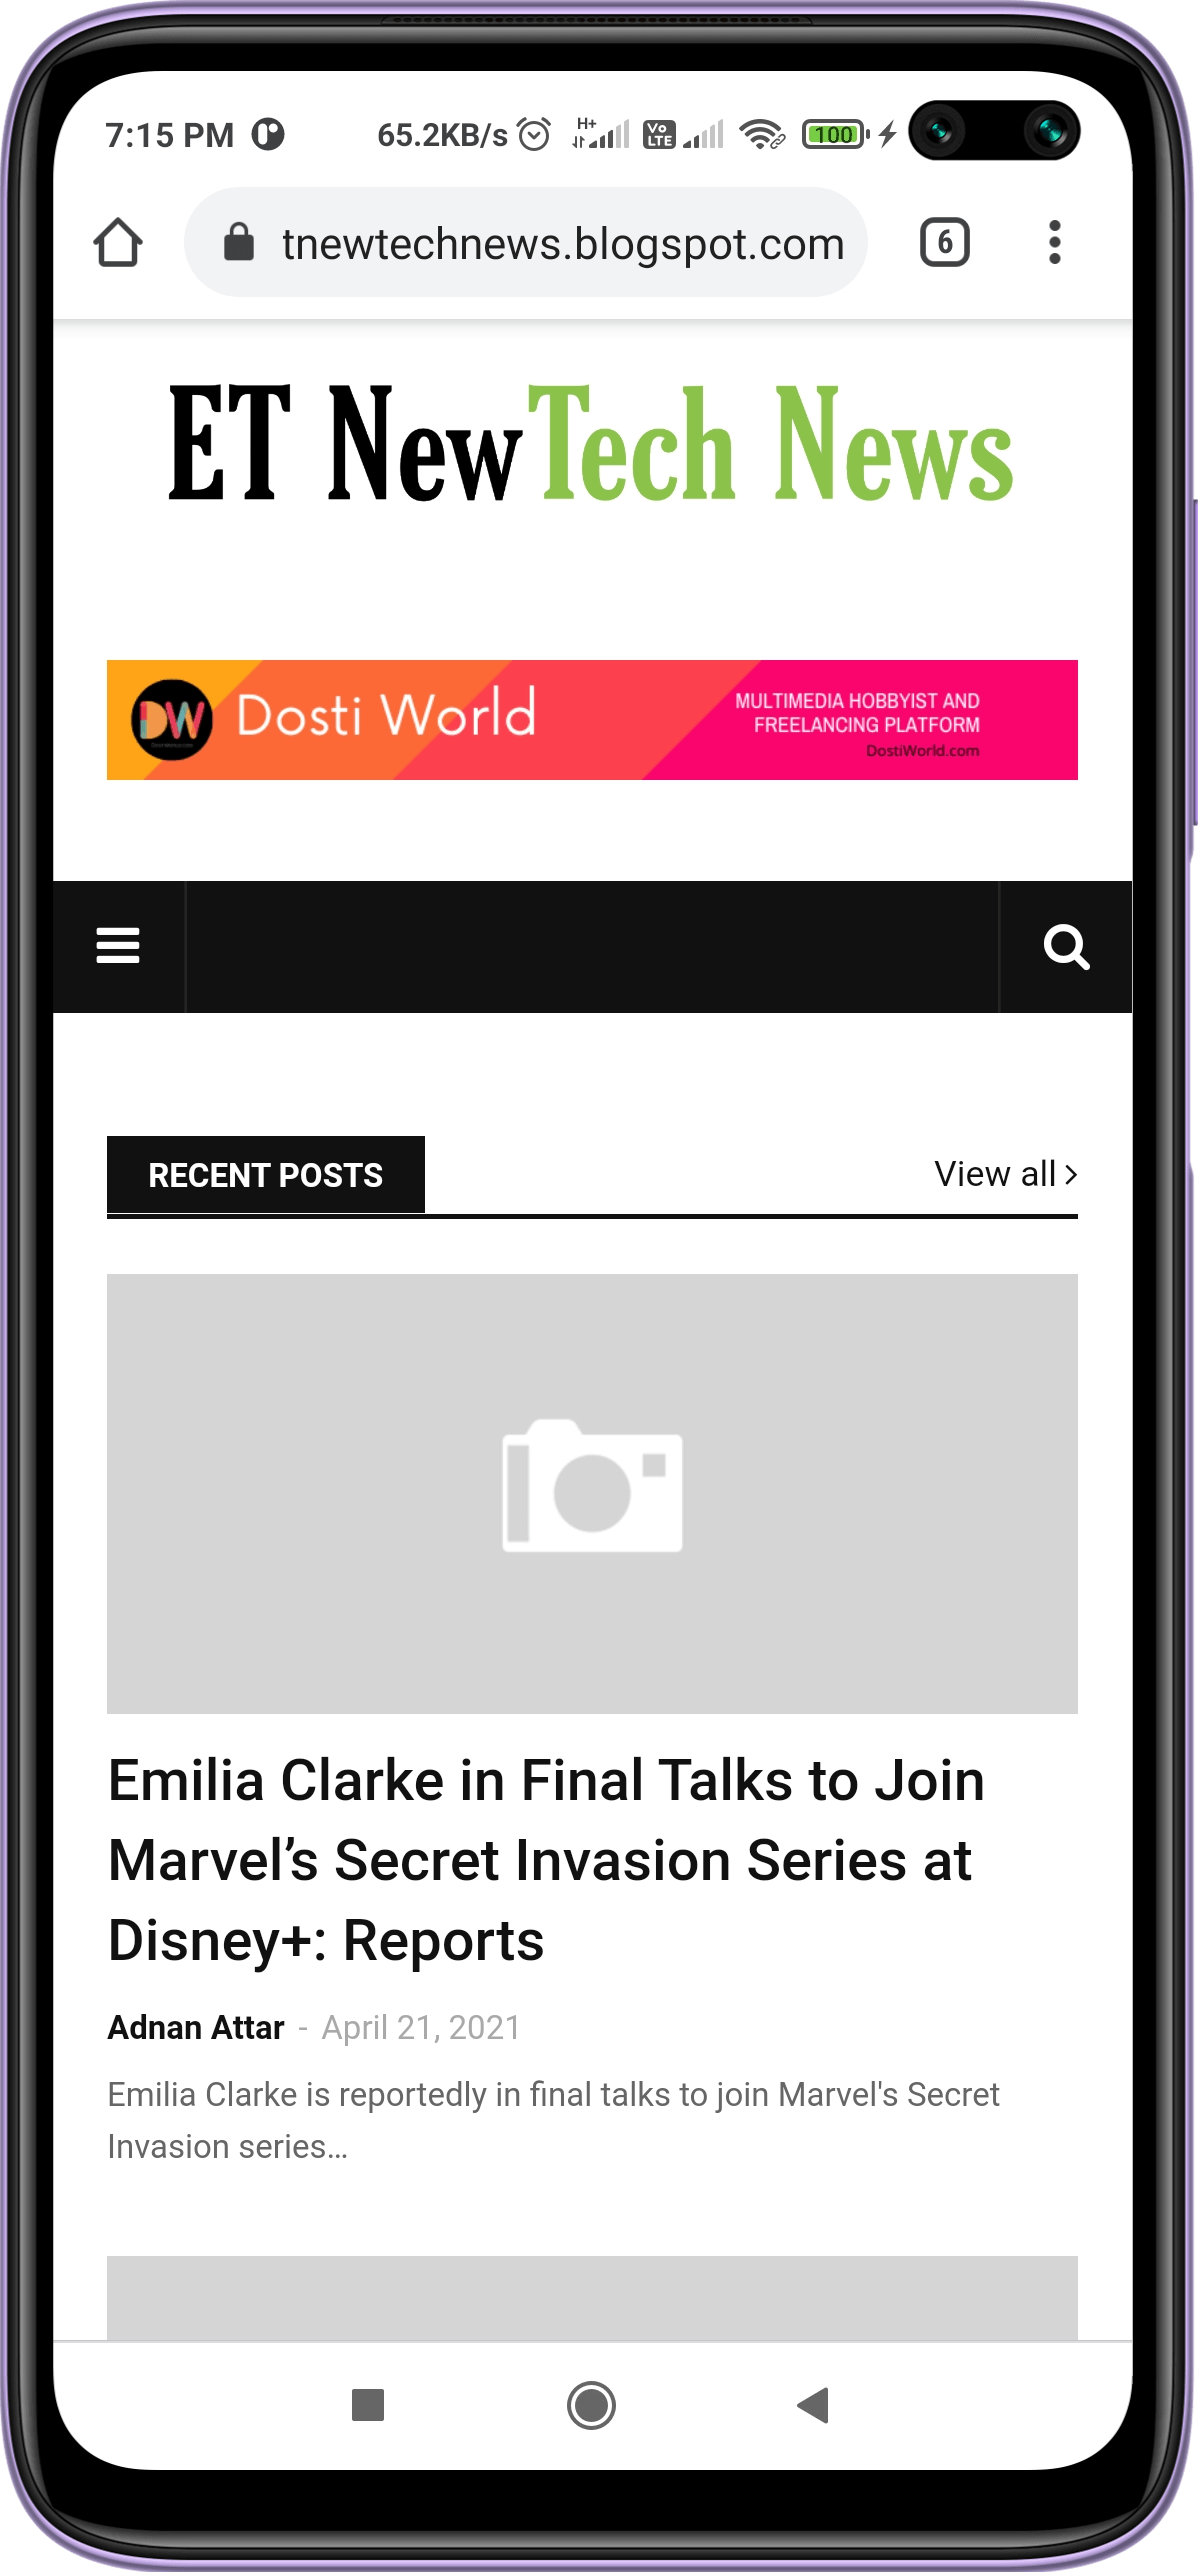 7:15 PM 65.2KB/s H+ Vo LTE 100
tnewtechnews.blogspot.com 6
ET NewTech News
DW Dosti World
MULTIMEDIA HOBBYIST AND
FREELANCING PLATFORM
DostiWorld.com
RECENT POSTS View all
Emilia Clarke in Final Talks to Join
Marvel’s Secret Invasion Series at
Disney+: Reports
Adnan Attar - April 21, 2021
Emilia Clarke is reportedly in final talks to join Marvel's Secret
Invasion series...